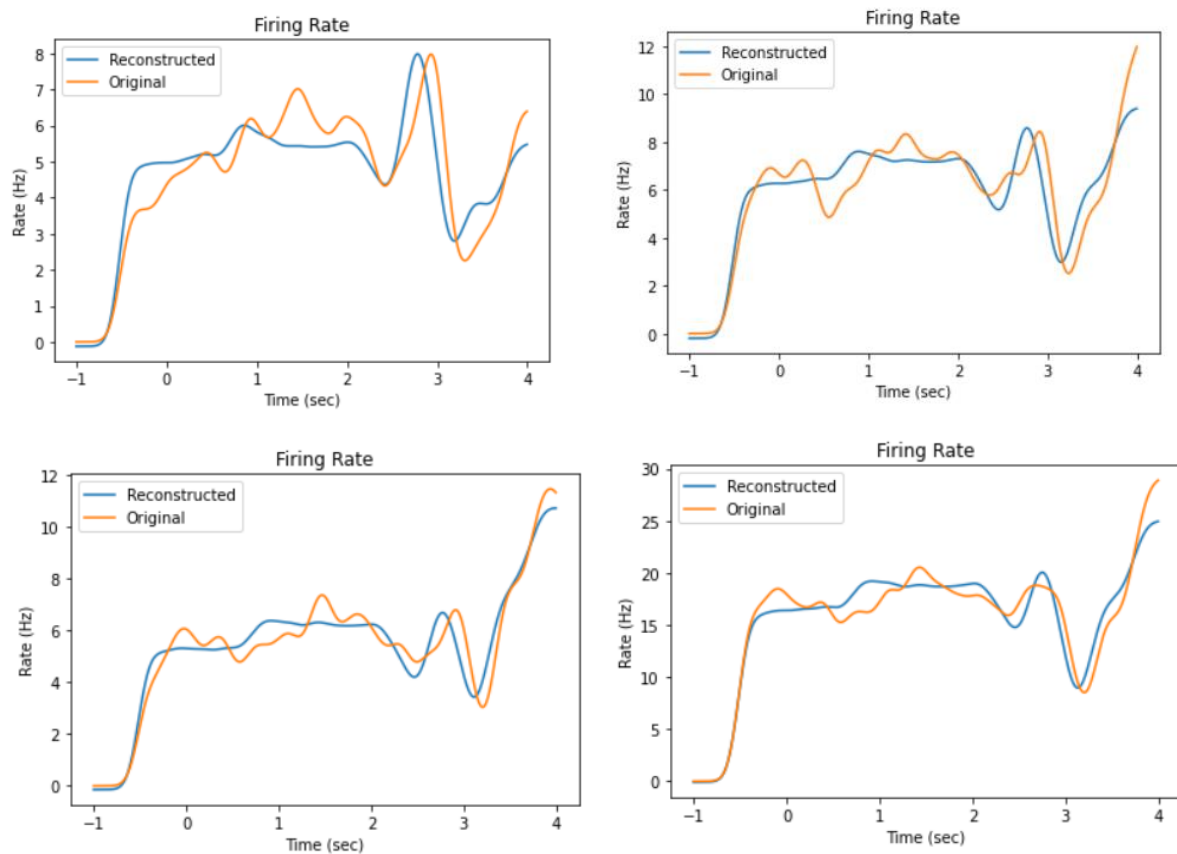 Firing Rate
Reconstructed
Original
8
7
6
5
4
3
2
1
0
Rate (Hz)
−1 0 1 2 3 4
Time (sec)
Firing Rate
Reconstructed
Original
12
10
8
6
4
2
0
Rate (Hz)
−1 0 1 2 3 4
Time (sec)
Firing Rate
Reconstructed
Original
12
10
8
6
4
2
0
Rate (Hz)
−1 0 1 2 3 4
Time (sec)
Firing Rate
Reconstructed
Original
30
25
20
15
10
5
0
Rate (Hz)
−1 0 1 2 3 4
Time (sec)